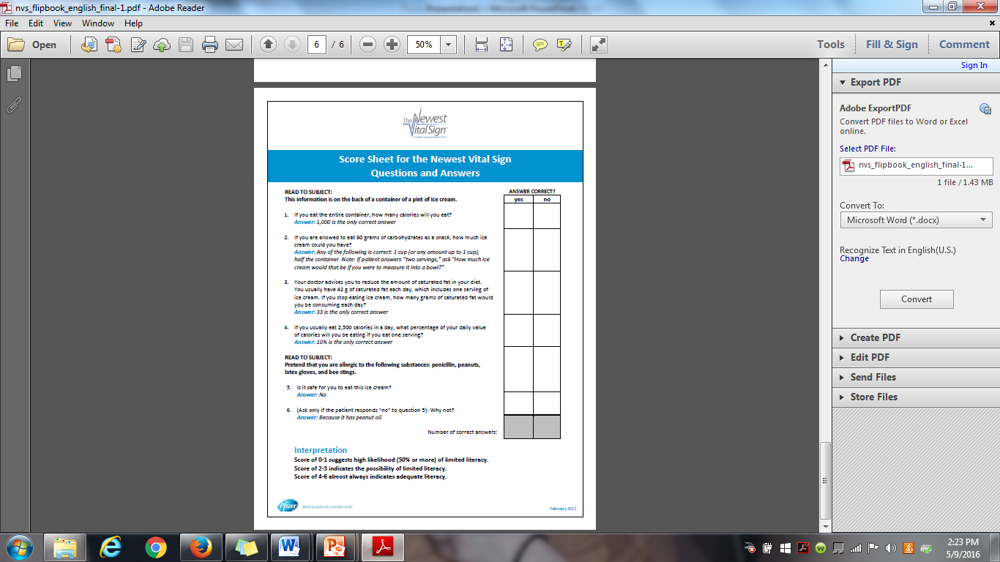 nvs_flipbook_english_final-1.pdf - Adobe Reader
File Edit View Window Help
Open 6 / 6 50% Tools Fill & Sign Comment
Sign In
Export PDF
Adobe ExportPDF
Convert PDF files to Word or Excel
online.
Select PDF File:
nvs_flipbook_english_final-1...
1 file / 1.43 MB
Convert To:
Microsoft Word (*.docx)
Recognize Text in English(U.S.)
Change
Convert
Create PDF
Edit PDF
Send Files
Store Files
The Newest
Vital Sign
Score Sheet for the Newest Vital Sign
Questions and Answers
READ TO SUBJECT:
This information is on the back of a container of a pint of ice cream.
ANSWER CORRECT?
yes no
1. If you eat the entire container, how many calories will you eat?
Answer: 1,000 is the only correct answer
2. If you are allowed to eat 60 grams of carbohydrates as a snack, how much ice
cream could you have?
Answer: Any of the following is correct: 1 cup (or any amount up to 1 cup),
half the container. Note: If patient answers "two servings," ask "How much ice
cream would that be if you were to measure it into a bowl?"
3. Your doctor advises you to reduce the amount of saturated fat in your diet.
You usually have 42 g of saturated fat each day, which includes one serving of
ice cream. If you stop eating ice cream, how many grams of saturated fat would
you be consuming each day?
Answer: 33 is the only correct answer
4. If you usually eat 2,500 calories in a day, what percentage of your daily value
of calories will you be eating if you eat one serving?
Answer: 10% is the only correct answer
READ TO SUBJECT:
Pretend that you are allergic to the following substances: penicillin, peanuts,
latex gloves, and bee stings.
5. Is it safe for you to eat this ice cream?
Answer: No
6. (Ask only if the patient responds "no" to question 5): Why not?
Answer: Because it has peanut oil.
Number of correct answers:
Interpretation
Score of 0-1 suggests high likelihood (50% or more) of limited literacy.
Score of 2-3 indicates the possibility of limited literacy.
Score of 4-6 almost always indicates adequate literacy.
Pfizer Working together for a healthier world™
February 2011
2:23 PM
5/9/2016